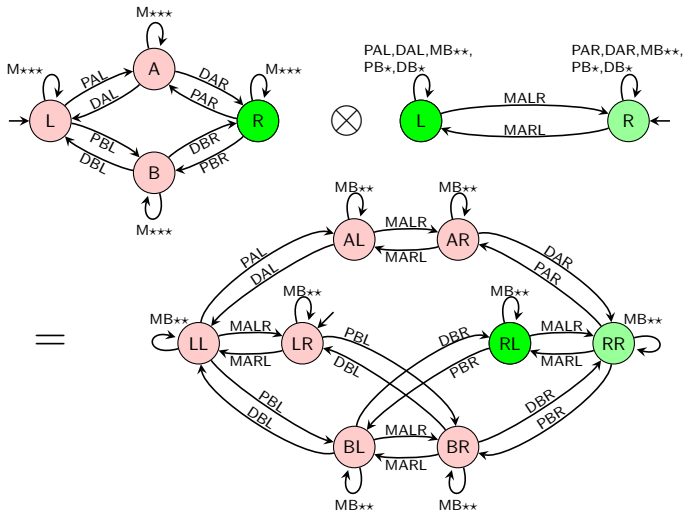 M⋆⋆⋆
M⋆⋆⋆
PAL
DAL
A
DAR
PAR
M⋆⋆⋆
L
R
PBL
DBL
B
DBR
PBR
M⋆⋆⋆
⊗
PAL,DAL,MB⋆⋆,
PB⋆,DB⋆
PAR,DAR,MB⋆⋆,
PB⋆,DB⋆
L
MALR
MARL
R
=
MB⋆⋆
MB⋆⋆
PAL
DAL
AL
MALR
MARL
AR
DAR
PAR
MB⋆⋆
MB⋆⋆
MB⋆⋆
MB⋆⋆
LL
MALR
MARL
LR
PBL
DBL
DBR
PBR
RL
MALR
MARL
RR
PBL
DBL
BL
MALR
MARL
BR
DBR
PBR
MB⋆⋆
MB⋆⋆